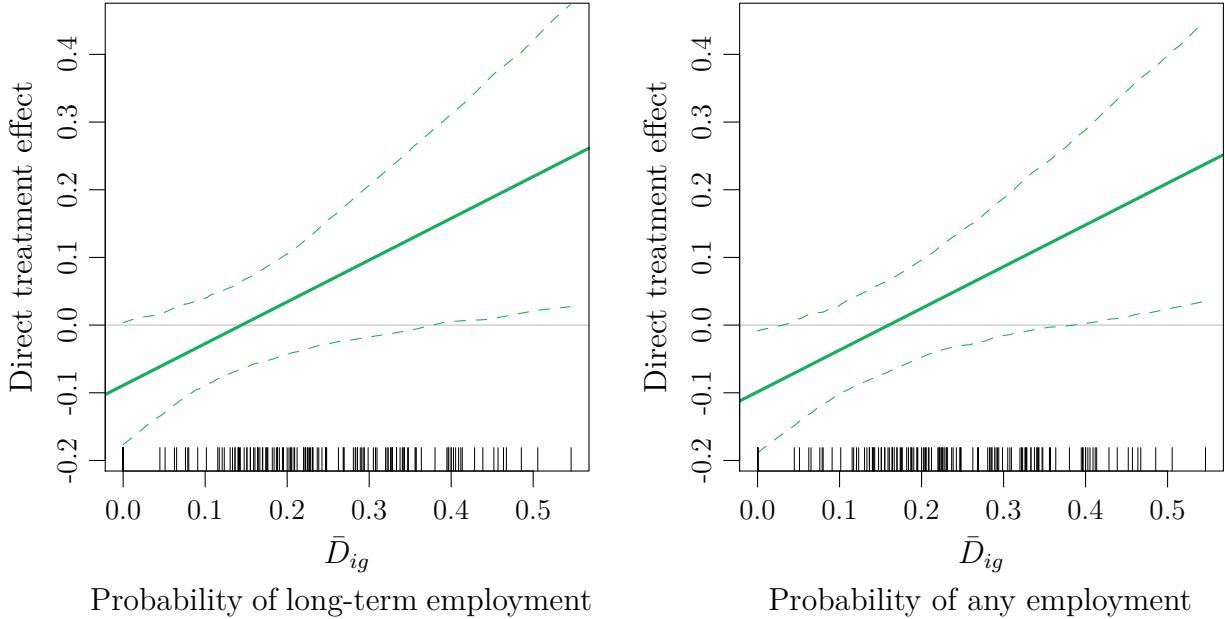 Direct treatment effect
0.4
0.3
0.2
0.1
0.0
-0.1
-0.2
0.0 0.1 0.2 0.3 0.4 0.5
D̄ig
Probability of long-term employment
Direct treatment effect
0.4
0.3
0.2
0.1
0.0
-0.1
-0.2
0.0 0.1 0.2 0.3 0.4 0.5
D̄ig
Probability of any employment